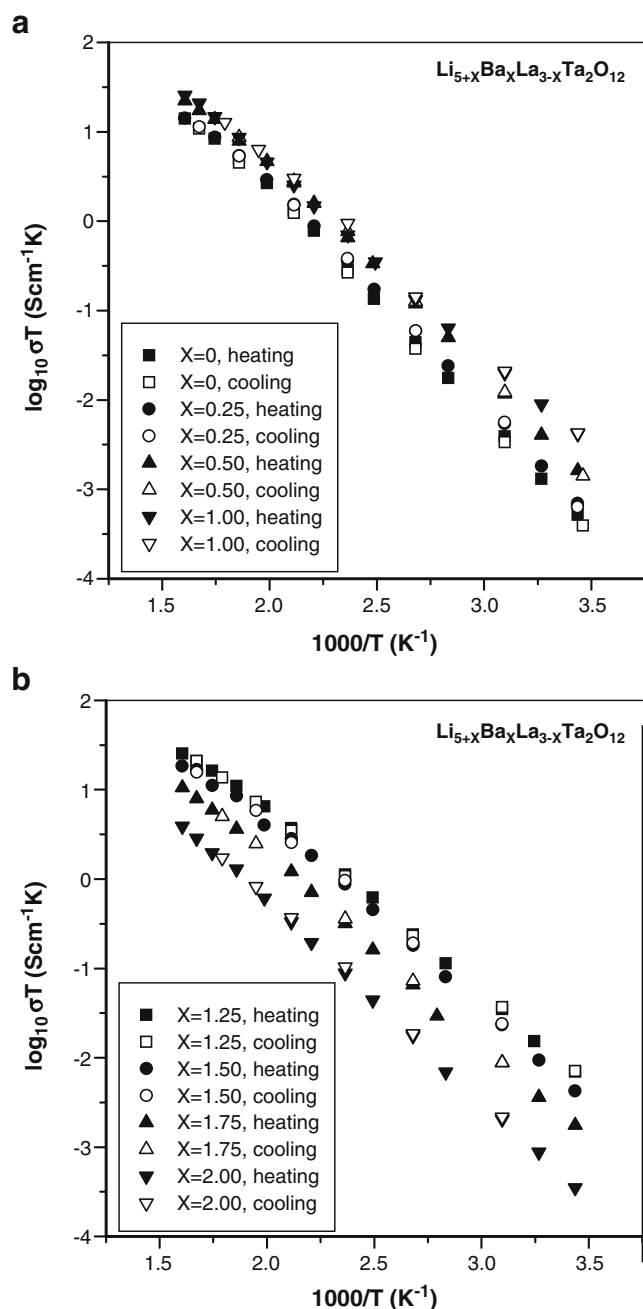 a
Li5+XBaXLa3-XTa2O12
2
1
0
-1
-2
-3
-4
log10 σT (Scm-1K)
X=0, heating
X=0, cooling
X=0.25, heating
X=0.25, cooling
X=0.50, heating
X=0.50, cooling
X=1.00, heating
X=1.00, cooling
1.5 2.0 2.5 3.0 3.5
1000/T (K-1)
b
Li5+XBaXLa3-XTa2O12
2
1
0
-1
-2
-3
-4
log10 σT (Scm-1K)
X=1.25, heating
X=1.25, cooling
X=1.50, heating
X=1.50, cooling
X=1.75, heating
X=1.75, cooling
X=2.00, heating
X=2.00, cooling
1.5 2.0 2.5 3.0 3.5
1000/T (K-1)